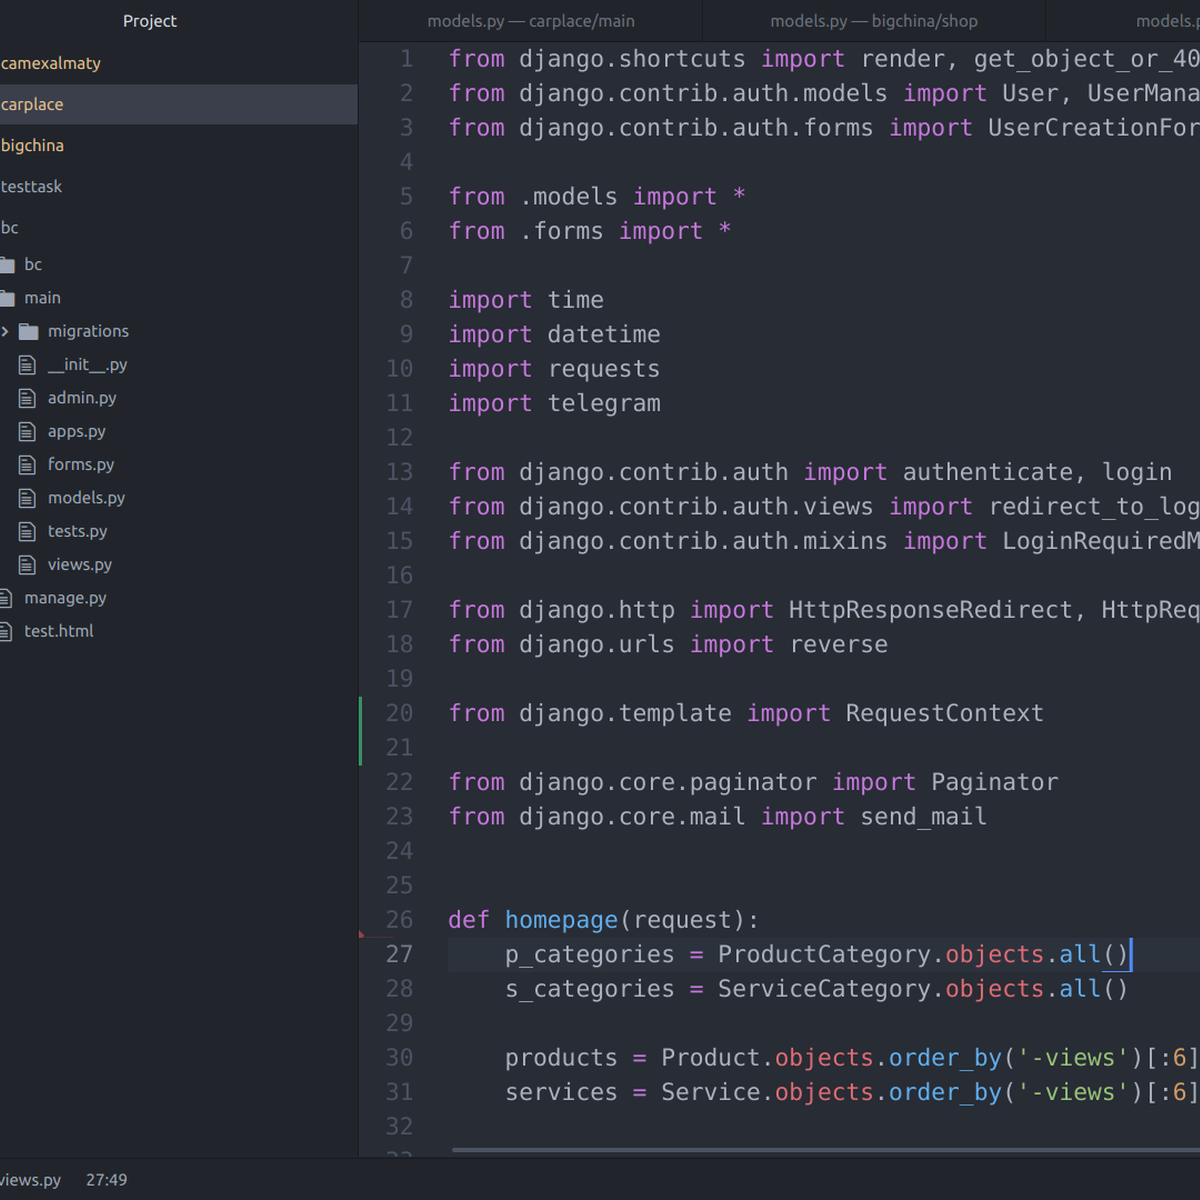 Project
camexalmaty
carplace
bigchina
testtask
bc
bc
main
migrations
__init__.py
admin.py
apps.py
forms.py
models.py
tests.py
views.py
manage.py
test.html
models.py — carplace/main
models.py — bigchina/shop
models.p
1 from django.shortcuts import render, get_object_or_40
2 from django.contrib.auth.models import User, UserMana
3 from django.contrib.auth.forms import UserCreationFor
4
5 from .models import *
6 from .forms import *
7
8 import time
9 import datetime
10 import requests
11 import telegram
12
13 from django.contrib.auth import authenticate, login
14 from django.contrib.auth.views import redirect_to_log
15 from django.contrib.auth.mixins import LoginRequiredM
16
17 from django.http import HttpResponseRedirect, HttpReq
18 from django.urls import reverse
19
20 from django.template import RequestContext
21
22 from django.core.paginator import Paginator
23 from django.core.mail import send_mail
24
25
26 def homepage(request):
27     p_categories = ProductCategory.objects.all()
28     s_categories = ServiceCategory.objects.all()
29
30     products = Product.objects.order_by('-views')[:6]
31     services = Service.objects.order_by('-views')[:6]
32
views.py 27:49